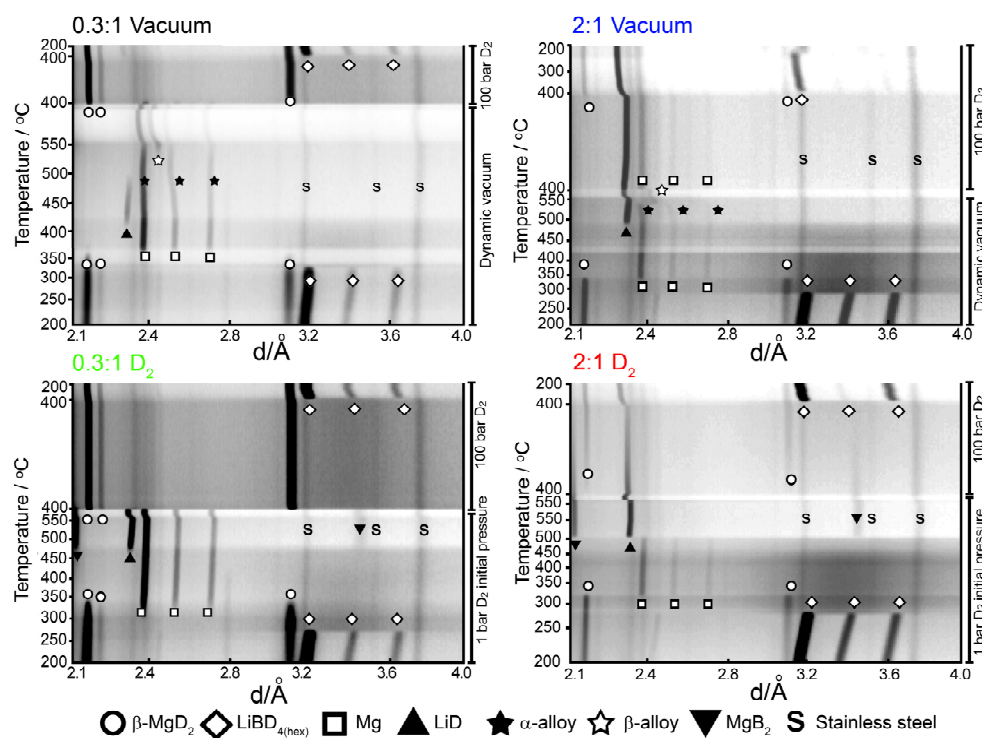 0.3:1 Vacuum
2:1 Vacuum
Temperature / °C
200
400
400
550
500
450
400
350
300
250
200
S S S
100 bar D2
Dynamic vacuum
2.1 2.4 2.8 3.2 3.6 4.0
d/Å
Temperature / °C
200
300
400
400
550
500
450
400
350
300
250
200
S S S
100 bar D2
Dynamic vacuum
2.1 2.4 2.8 3.2 3.6 4.0
d/Å
0.3:1 D2
2:1 D2
Temperature / °C
200
400
400
550
500
450
400
350
300
250
200
S S S
100 bar D2
1 bar D2 initial pressure
2.1 2.4 2.8 3.2 3.6 4.0
d/Å
Temperature / °C
200
400
400
550
500
450
400
350
300
250
200
S S S
100 bar D2
1 bar D2 initial pressure
2.1 2.4 2.8 3.2 3.6 4.0
d/Å
β-MgD2 LiBD4(hex) Mg LiD α-alloy β-alloy MgB2 S Stainless steel